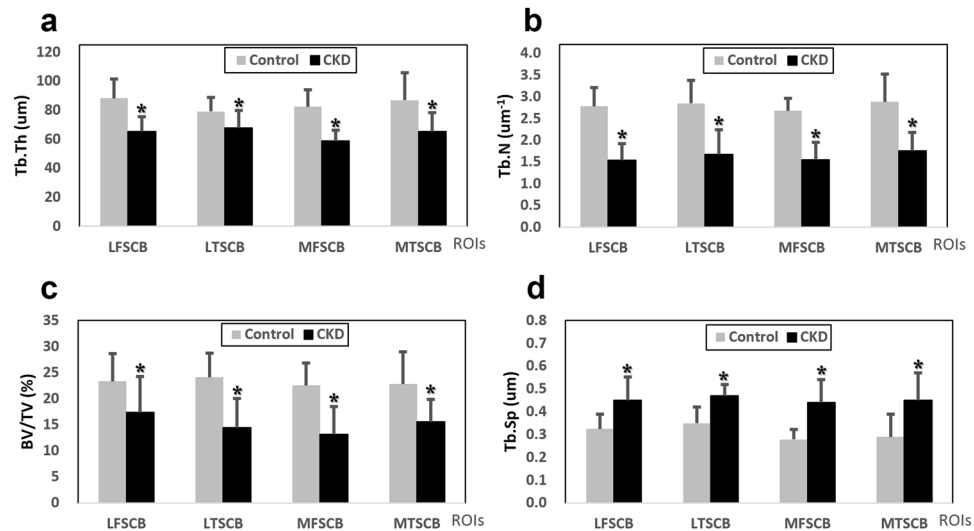 a
Control CKD
Tb.Th (um)
120
100
80
60
40
20
0
* * * *
LFSCB LTSCB MFSCB MTSCB ROIs
b
Control CKD
Tb.N (um-1)
4.0
3.5
3.0
2.5
2.0
1.5
1.0
0.5
0.0
* * * *
LFSCB LTSCB MFSCB MTSCB ROIs
c
Control CKD
BV/TV (%)
35
30
25
20
15
10
5
0
* * * *
LFSCB LTSCB MFSCB MTSCB ROIs
d
Control CKD
Tb.Sp (um)
0.8
0.7
0.6
0.5
0.4
0.3
0.2
0.1
0.0
* * * *
LFSCB LTSCB MFSCB MTSCB ROIs